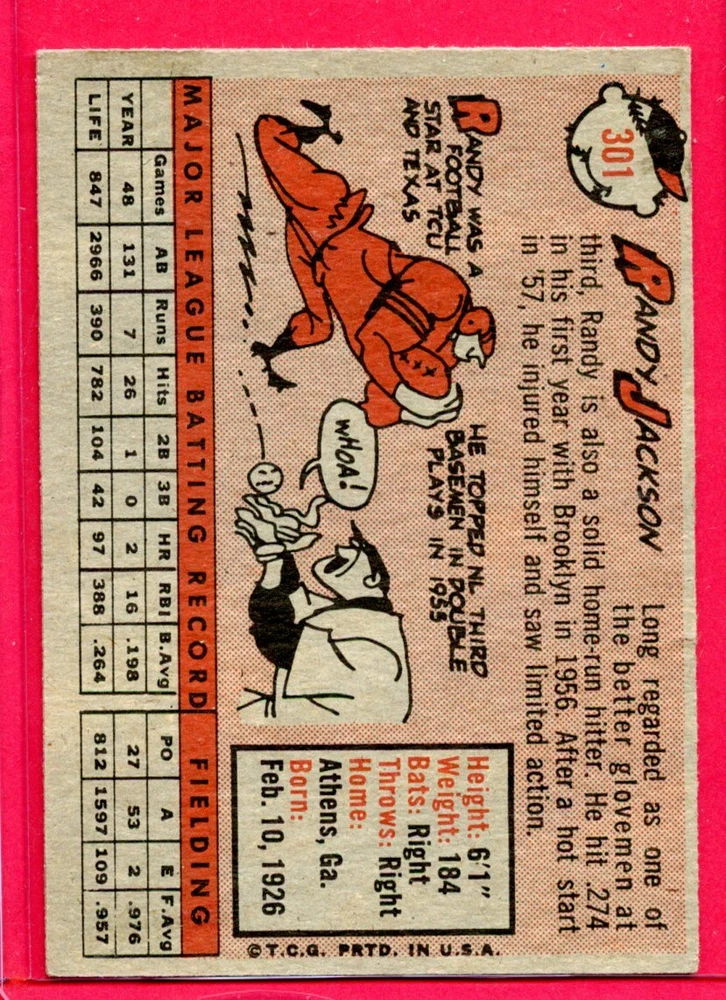 301
RANDY JACKSON
Long regarded as one of
the better glovemen at
third, Randy is also a solid home-run hitter. He hit .274
in his first year with Brooklyn in 1956. After a hot start
in '57, he injured himself and saw limited action.
RANDY WAS A
FOOTBALL
STAR AT TCU
AND TEXAS
HE TOPPED NL THIRD
BASEMEN IN DOUBLE
PLAYS IN 1955
WHOA!
Height: 6'1"
Weight: 184
Bats: Right
Throws: Right
Home:
Athens, Ga.
Born:
Feb. 10, 1926
© T.C.G. PRTD. IN U.S.A.
MAJOR LEAGUE BATTING RECORD FIELDING
Games AB Runs Hits 2B 3B HR RBI B.Avg PO A E F.Avg
YEAR 48 131 7 26 1 0 2 16 .198 27 53 2 .976
LIFE 847 2966 390 782 104 42 97 388 .264 812 1597 109 .957